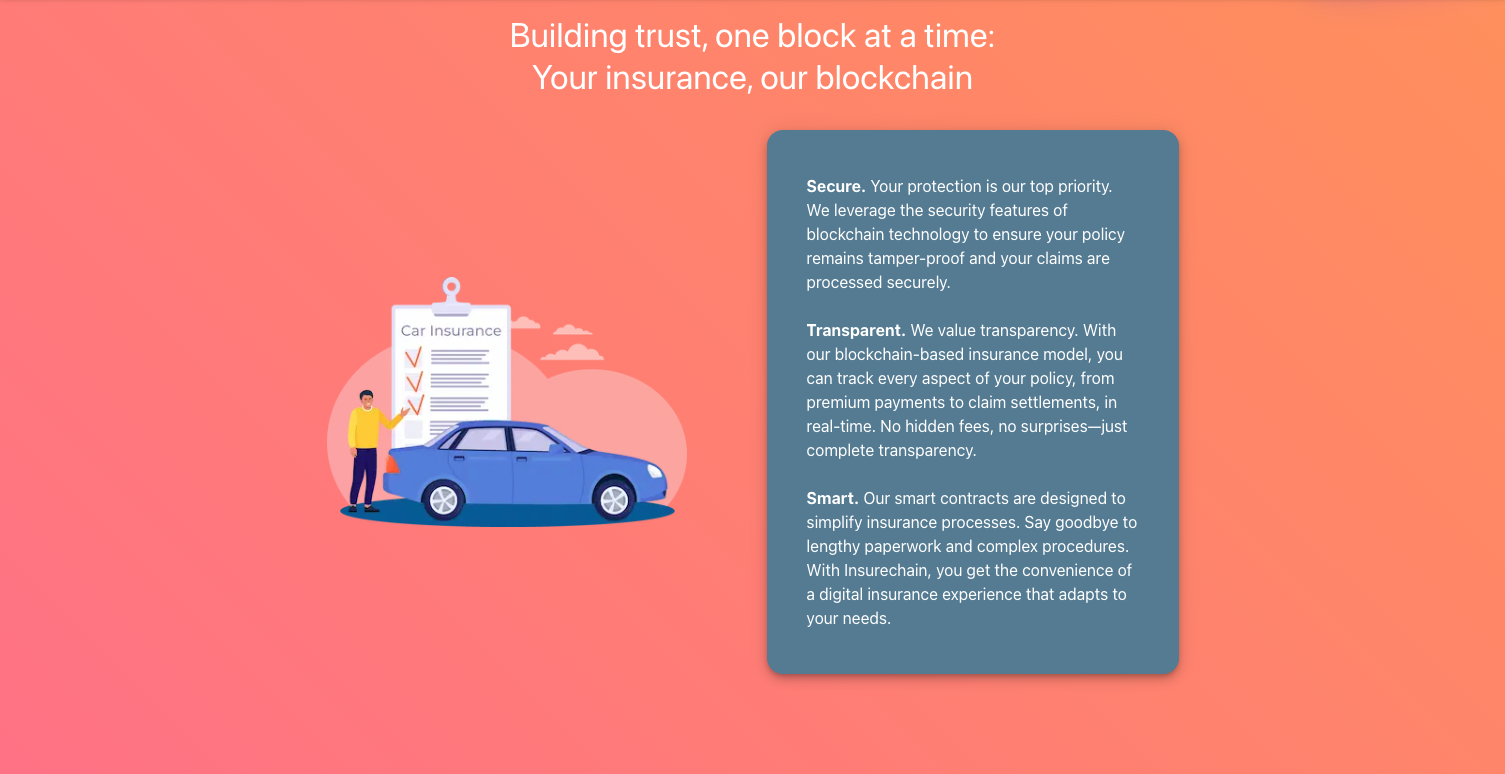 Building trust, one block at a time:
Your insurance, our blockchain
Car Insurance
Secure. Your protection is our top priority.
We leverage the security features of
blockchain technology to ensure your policy
remains tamper-proof and your claims are
processed securely.
Transparent. We value transparency. With
our blockchain-based insurance model, you
can track every aspect of your policy, from
premium payments to claim settlements, in
real-time. No hidden fees, no surprises—just
complete transparency.
Smart. Our smart contracts are designed to
simplify insurance processes. Say goodbye to
lengthy paperwork and complex procedures.
With Insurechain, you get the convenience of
a digital insurance experience that adapts to
your needs.